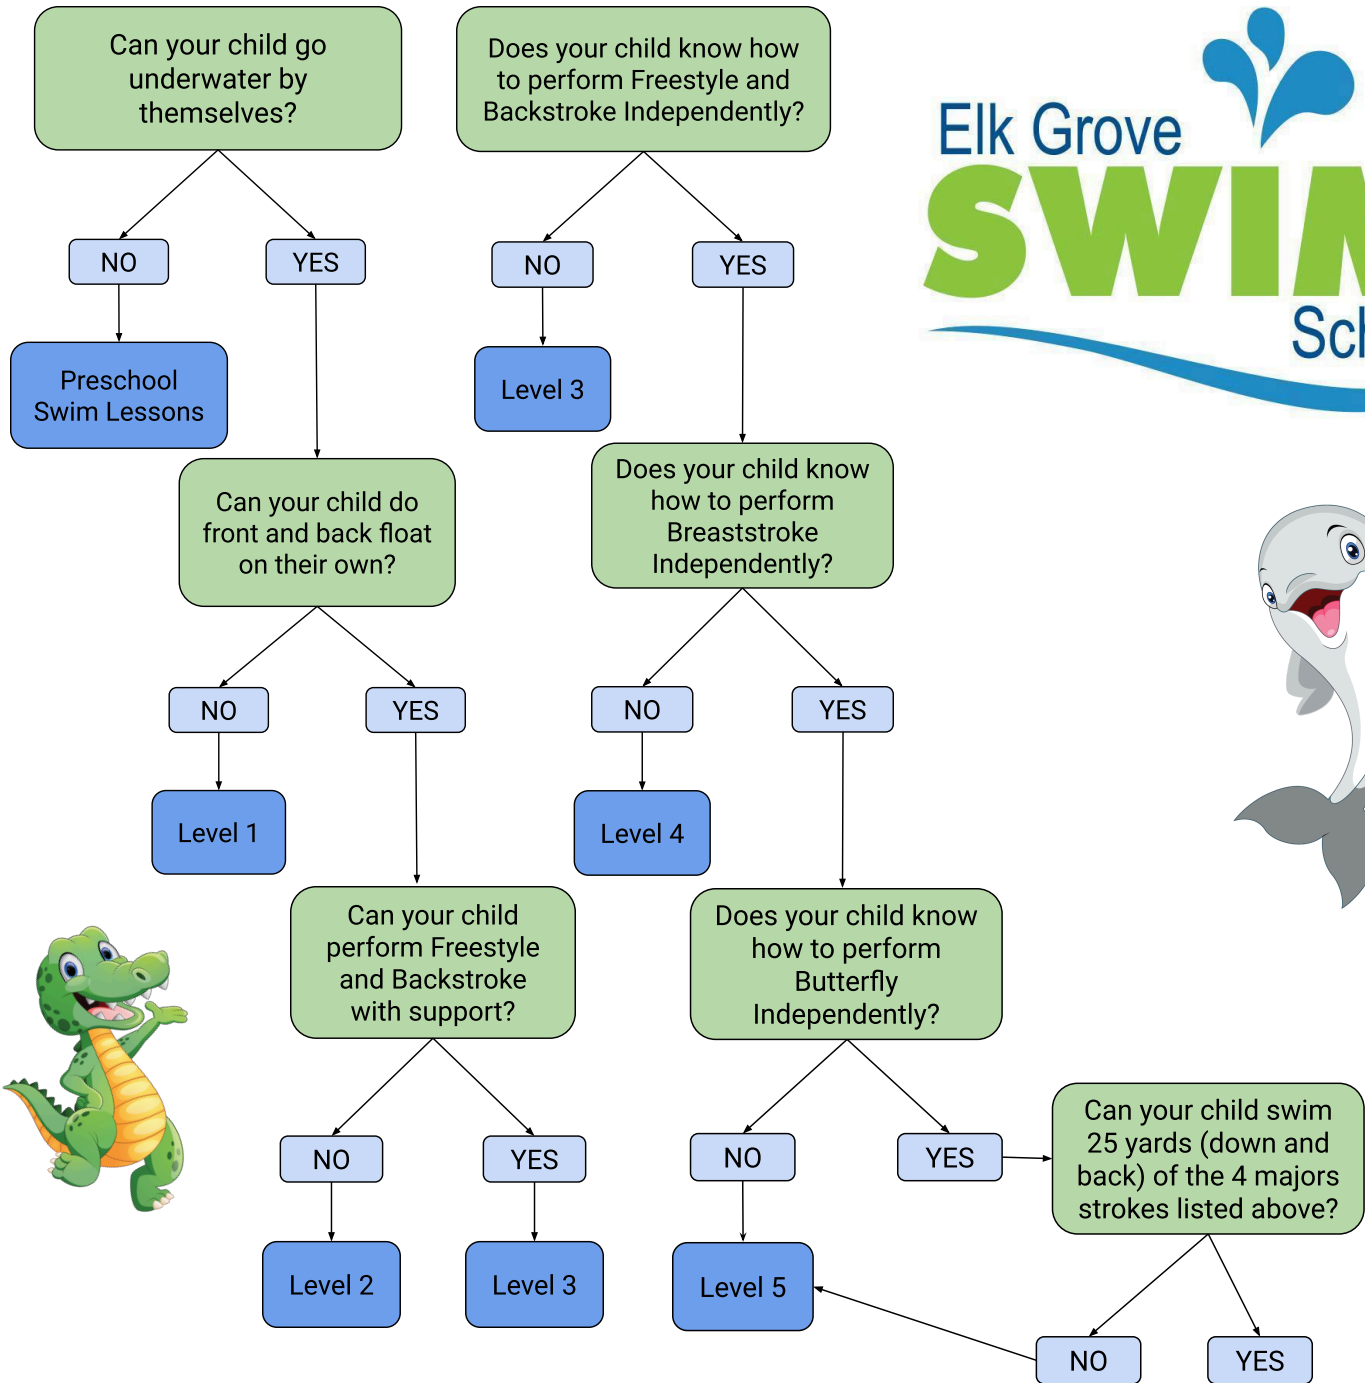 Can your child go
underwater by
themselves?
NO
YES
Preschool
Swim Lessons
Can your child do
front and back float
on their own?
NO
YES
Level 1
Can your child
perform Freestyle
and Backstroke
with support?
NO
YES
Level 2
Level 3
Does your child know how
to perform Freestyle and
Backstroke Independently?
NO
YES
Level 3
Does your child know
how to perform
Breaststroke
Independently?
NO
YES
Level 4
Does your child know
how to perform
Butterfly
Independently?
NO
YES
Level 5
Can your child swim
25 yards (down and
back) of the 4 majors
strokes listed above?
NO
YES
Elk Grove